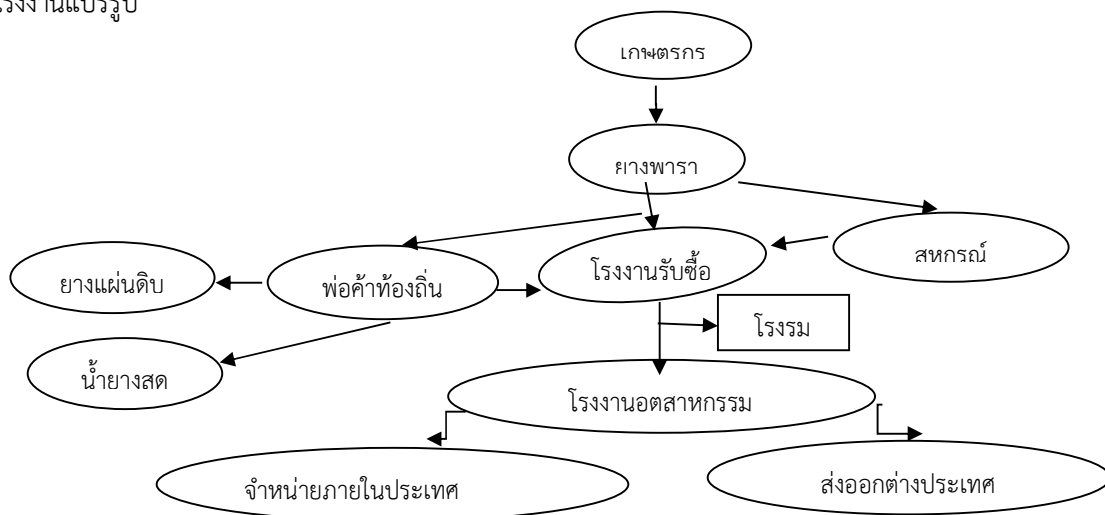 โรงงานแปรรูป
เกษตรกร
ยางพารา
สหกรณ์
โรงงานรับซื้อ
พ่อค้าท้องถิ่น
ยางแผ่นดิบ
โรงรม
น้ำยางสด
โรงงานอตสาหกรรม
จำหน่ายภายในประเทศ
ส่งออกต่างประเทศ